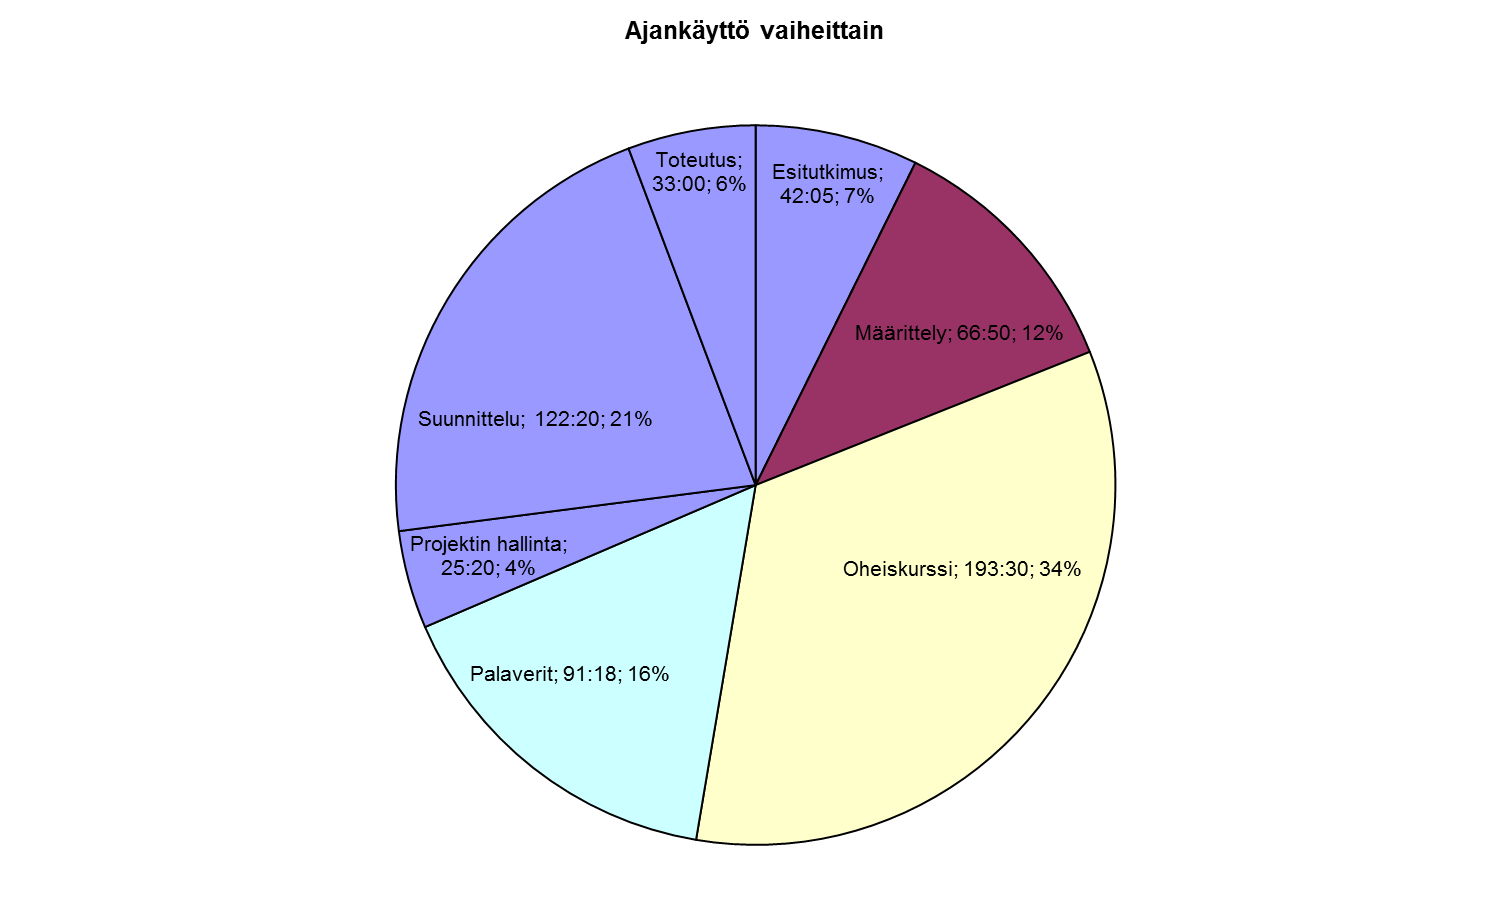 Ajankäyttö vaiheittain
Toteutus;
33:00; 6%
Esitutkimus;
42:05; 7%
Määrittely; 66:50; 12%
Suunnittelu; 122:20; 21%
Projektin hallinta;
25:20; 4%
Oheiskurssi; 193:30; 34%
Palaverit; 91:18; 16%